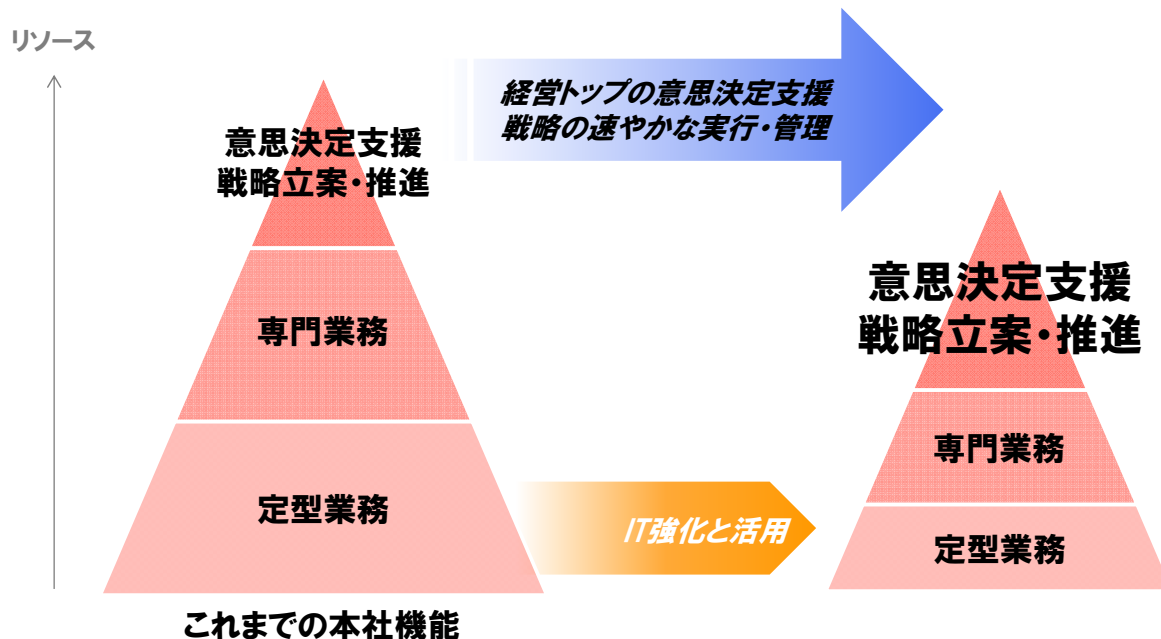 リソース
経営トップの意思決定支援
戦略の速やかな実行・管理
意思決定支援
戦略立案・推進
専門業務
定型業務
これまでの本社機能
IT強化と活用
意思決定支援
戦略立案・推進
専門業務
定型業務